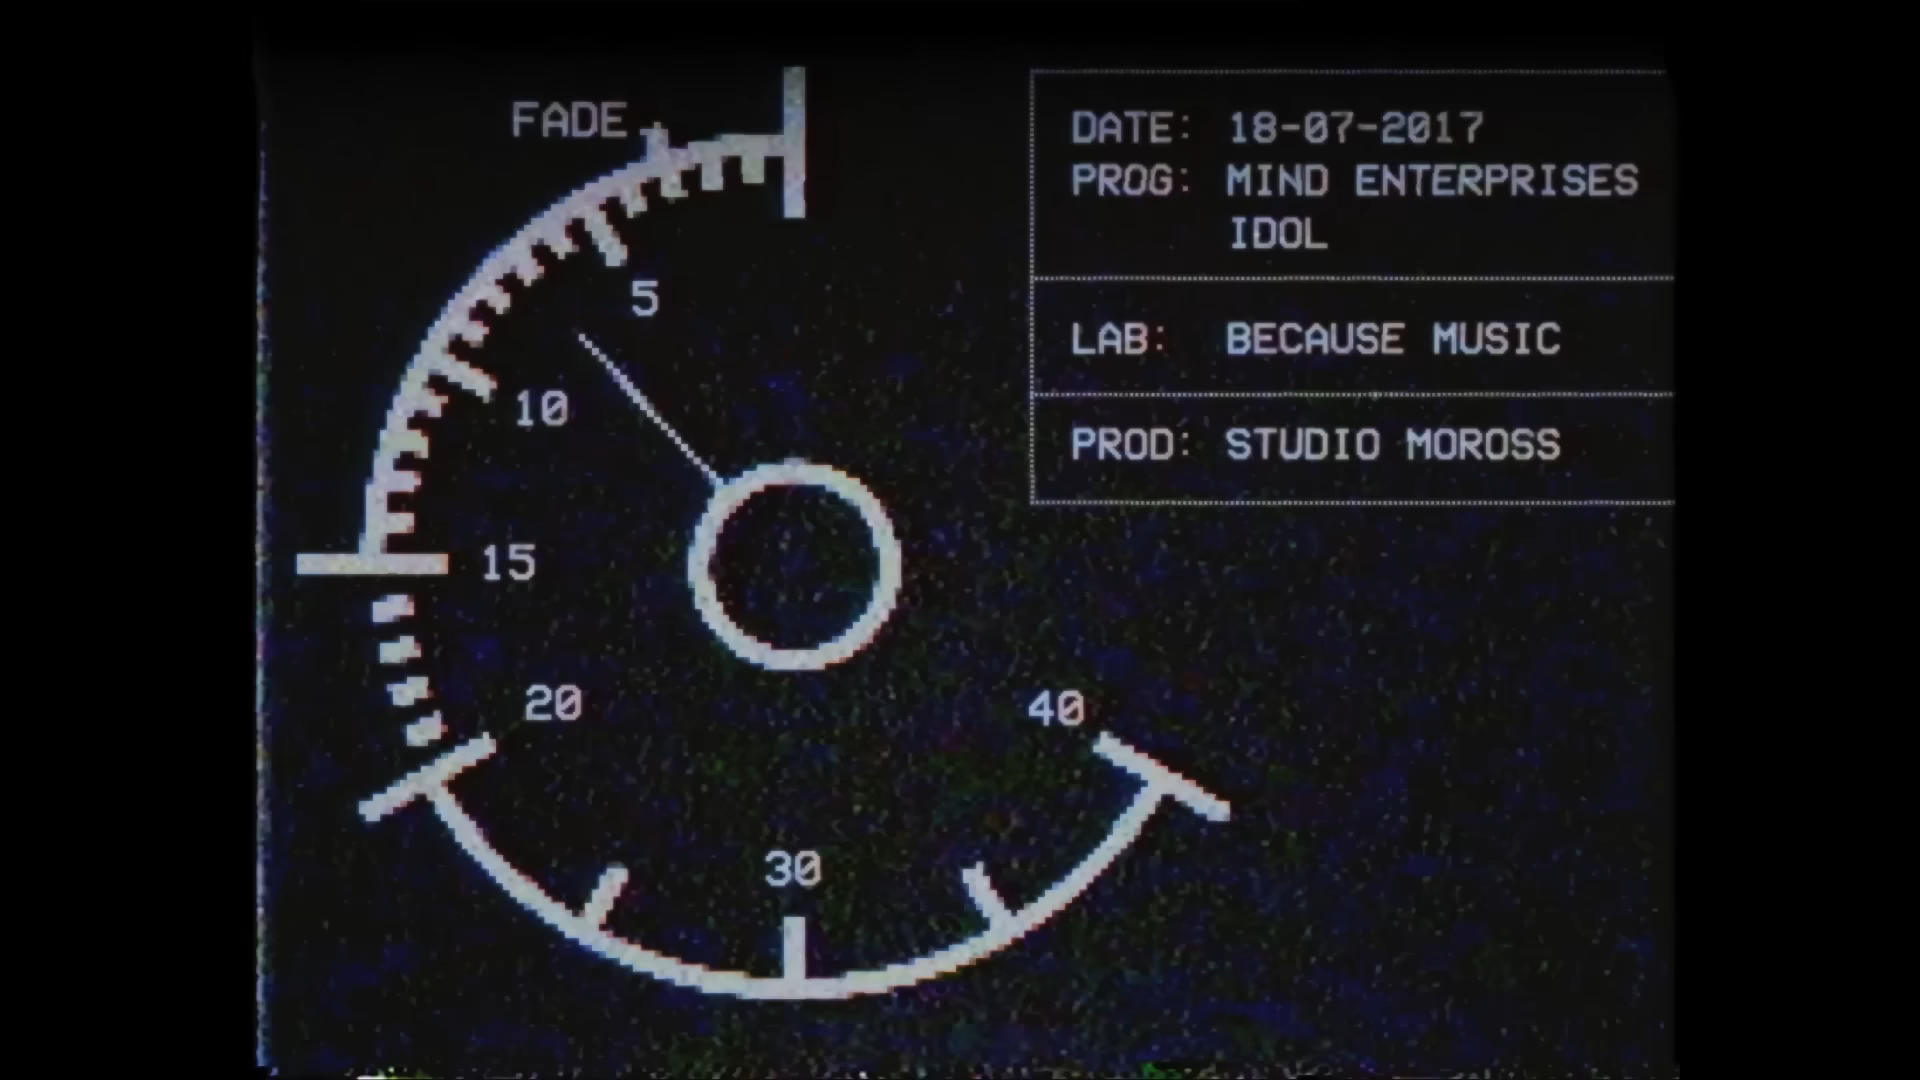 FADE
DATE: 18-07-2017
PROG: MIND ENTERPRISES
IDOL
LAB: BECAUSE MUSIC
PROD: STUDIO MOROSS
5
10
15
20
30
40